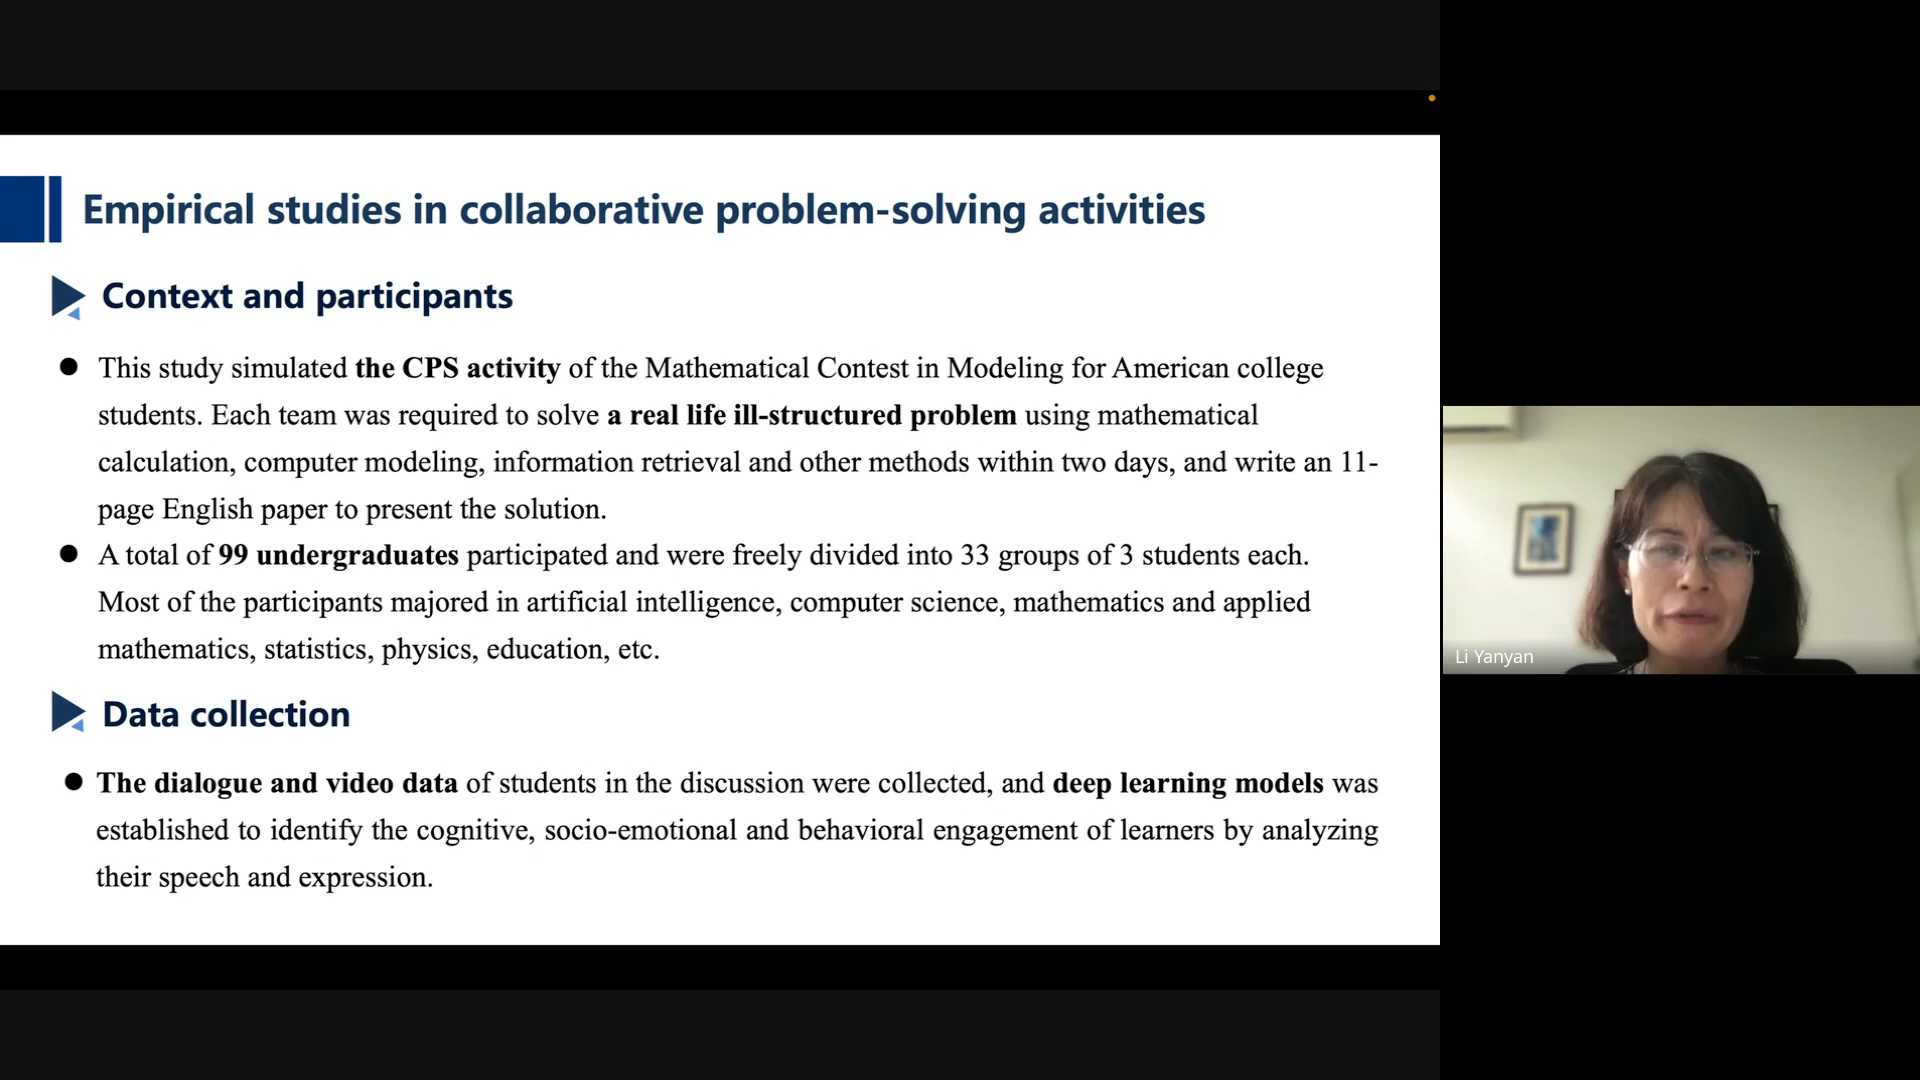 Empirical studies in collaborative problem-solving activities
Context and participants
● This study simulated the CPS activity of the Mathematical Contest in Modeling for American college
students. Each team was required to solve a real life ill-structured problem using mathematical
calculation, computer modeling, information retrieval and other methods within two days, and write an 11-
page English paper to present the solution.
● A total of 99 undergraduates participated and were freely divided into 33 groups of 3 students each.
Most of the participants majored in artificial intelligence, computer science, mathematics and applied
mathematics, statistics, physics, education, etc.
Data collection
● The dialogue and video data of students in the discussion were collected, and deep learning models was
established to identify the cognitive, socio-emotional and behavioral engagement of learners by analyzing
their speech and expression.
Li Yanyan